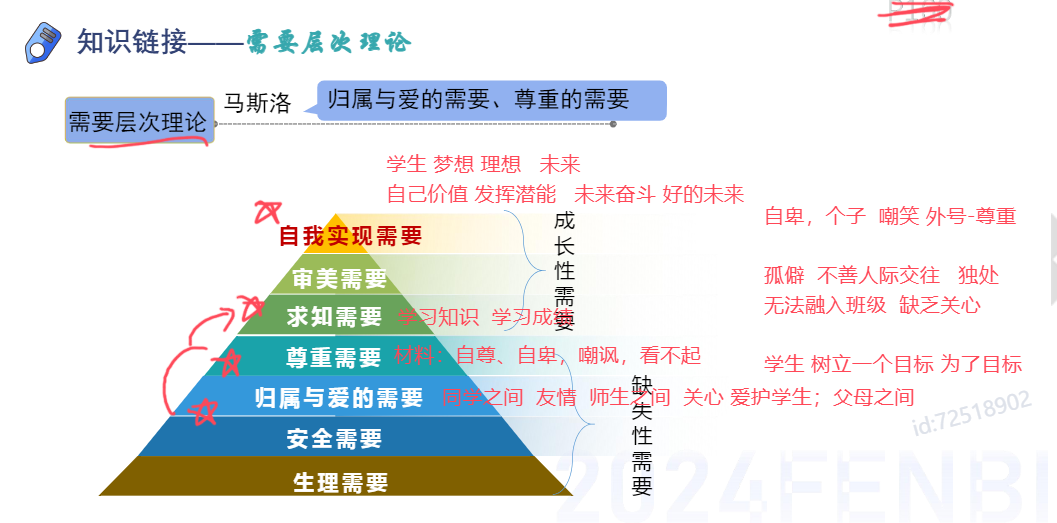 知识链接——需要层次理论
需要层次理论
马斯洛
归属与爱的需要、尊重的需要
学生 梦想 理想 未来
自己价值 发挥潜能 未来奋斗 好的未来
自卑，个子 嘲笑 外号-尊重
孤僻 不善人际交往 独处
无法融入班级 缺乏关心
学生 树立一个目标 为了目标
成长性需要
自我实现需要
审美需要
求知需要 学习知识 学习成绩
尊重需要 材料：自尊、自卑，嘲讽，看不起
归属与爱的需要 同学之间 友情 师生之间 关心 爱护学生；父母之间
缺失性需要
安全需要
生理需要
id:72518902
2024FENBI